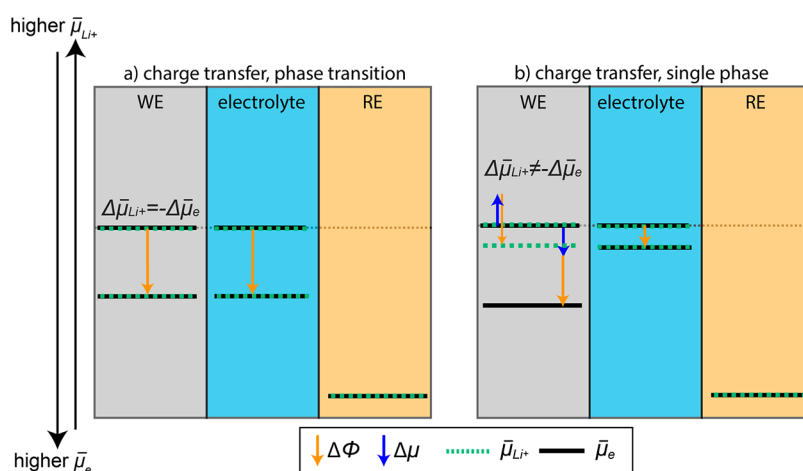 higher μ̄Li+
a) charge transfer, phase transition
b) charge transfer, single phase
WE
electrolyte
RE
WE
electrolyte
RE
Δμ̄Li+=-Δμ̄e
Δμ̄Li+≠-Δμ̄e
higher μ̄e
ΔΦ
Δμ
μ̄Li+
μ̄e